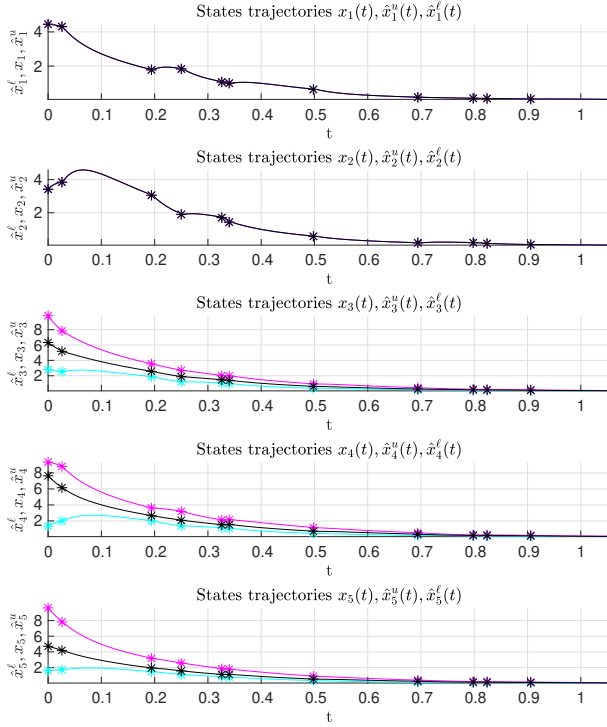 States trajectories x₁(t), x̂₁ᵘ(t), x̂₁ˡ(t)
x̂₁ˡ, x₁, x̂₁ᵘ
4
2
0 0.1 0.2 0.3 0.4 0.5 0.6 0.7 0.8 0.9 1
t
States trajectories x₂(t), x̂₂ᵘ(t), x̂₂ˡ(t)
x̂₂ˡ, x₂, x̂₂ᵘ
4
2
0 0.1 0.2 0.3 0.4 0.5 0.6 0.7 0.8 0.9 1
t
States trajectories x₃(t), x̂₃ᵘ(t), x̂₃ˡ(t)
x̂₃ˡ, x₃, x̂₃ᵘ
8
6
4
2
0 0.1 0.2 0.3 0.4 0.5 0.6 0.7 0.8 0.9 1
t
States trajectories x₄(t), x̂₄ᵘ(t), x̂₄ˡ(t)
x̂₄ˡ, x₄, x̂₄ᵘ
8
6
4
2
0 0.1 0.2 0.3 0.4 0.5 0.6 0.7 0.8 0.9 1
t
States trajectories x₅(t), x̂₅ᵘ(t), x̂₅ˡ(t)
x̂₅ˡ, x₅, x̂₅ᵘ
8
6
4
2
0 0.1 0.2 0.3 0.4 0.5 0.6 0.7 0.8 0.9 1
t